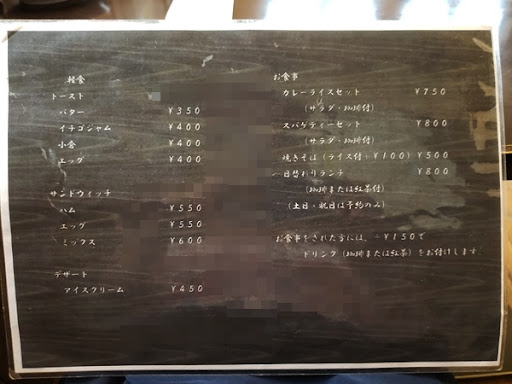 軽食
トースト
バター ¥350
イチゴジャム ¥400
小倉 ¥400
エッグ ¥400
サンドウィッチ
ハム ¥550
エッグ ¥550
ミックス ¥600
デザート
アイスクリーム ¥450
お食事
カレーライスセット ¥750
(サラダ・珈琲付)
スパゲティーセット ¥800
(サラダ・珈琲付)
焼きそば(ライス付+¥100) ¥500
日替わりランチ ¥800
(珈琲または紅茶付)
(土日・祝日は予約のみ)
お食事をされた方には、+¥150で
ドリンク(珈琲または紅茶)をお付けします